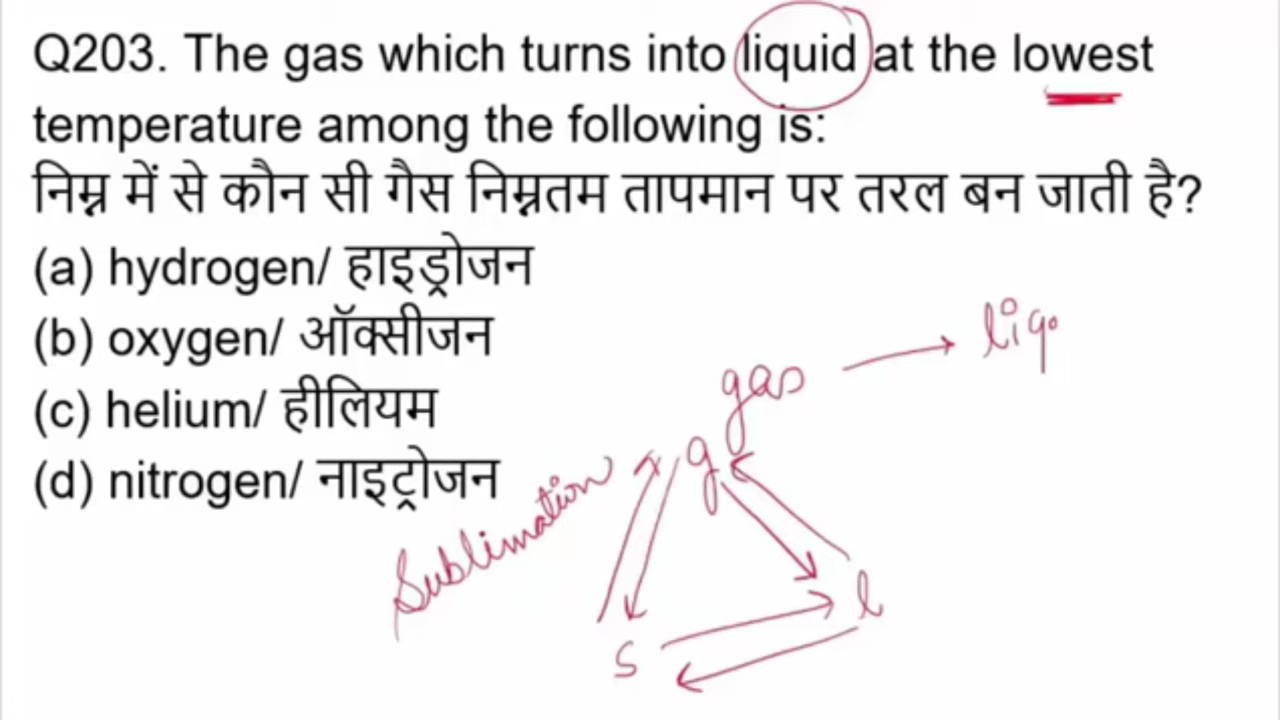 Q203. The gas which turns into liquid at the lowest
temperature among the following is:
निम्न में से कौन सी गैस निम्नतम तापमान पर तरल बन जाती है?
(a) hydrogen/ हाइड्रोजन
(b) oxygen/ ऑक्सीजन
(c) helium/ हीलियम
(d) nitrogen/ नाइट्रोजन
gas → liq.
Sublimation
g
l
s